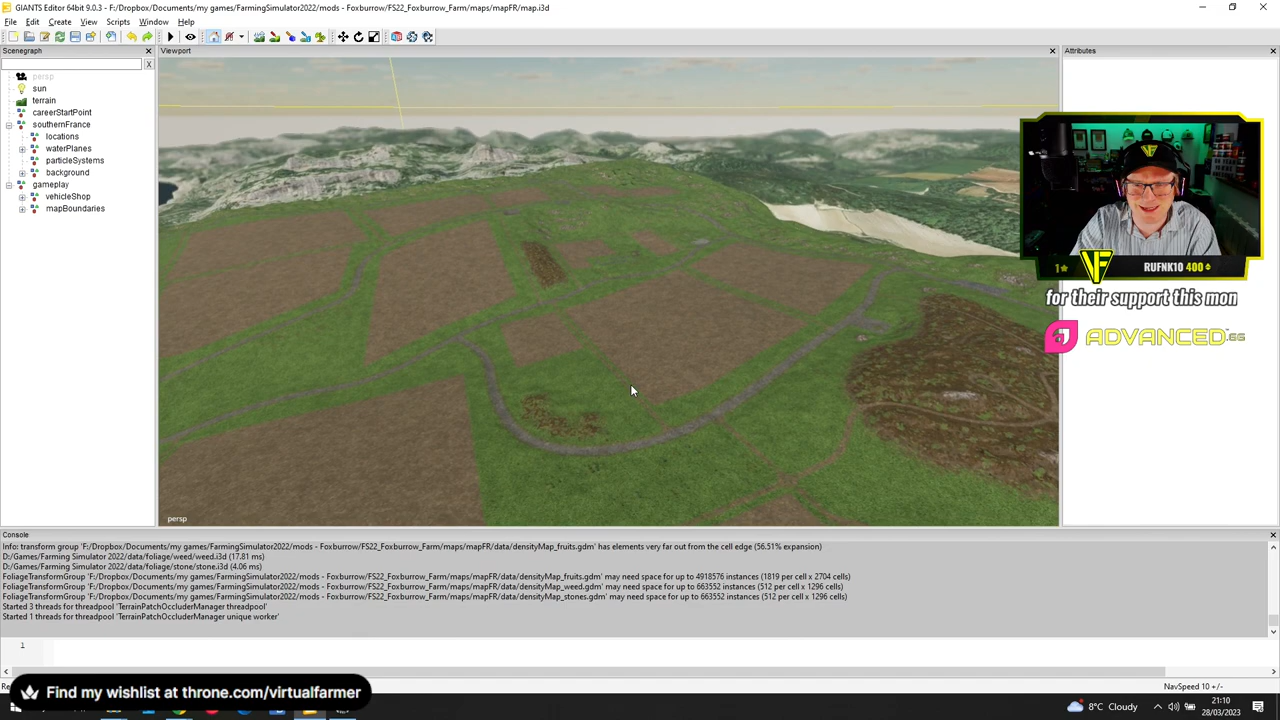 GIANTS Editor 64bit 9.0.3 - F:/Dropbox/Documents/my games/FarmingSimulator2022/mods - Foxburrow/FS22_Foxburrow_Farm/maps/mapFR/map.i3d
File Edit Create View Scripts Window Help
Scenegraph
Viewport
Attributes
X
persp
sun
terrain
careerStartPoint
southernFrance
locations
waterPlanes
particleSystems
background
gameplay
vehicleShop
mapBoundaries
VF
1 VF RUFNK10 400
for their support this mon
ADVANCED.GG
persp
Console
Info: transform group 'F:/Dropbox/Documents/my games/FarmingSimulator2022/mods - Foxburrow/FS22_Foxburrow_Farm/maps/mapFR/data/densityMap_fruits.gdm' has elements very far out from the cell edge (56.51% expansion)
D:/Games/Farming Simulator 2022/data/foliage/weed/weed.i3d (17.81 ms)
D:/Games/Farming Simulator 2022/data/foliage/stone/stone.i3d (4.06 ms)
FoliageTransformGroup 'F:/Dropbox/Documents/my games/FarmingSimulator2022/mods - Foxburrow/FS22_Foxburrow_Farm/maps/mapFR/data/densityMap_fruits.gdm' may need space for up to 4918576 instances (1819 per cell x 2704 cells)
FoliageTransformGroup 'F:/Dropbox/Documents/my games/FarmingSimulator2022/mods - Foxburrow/FS22_Foxburrow_Farm/maps/mapFR/data/densityMap_weed.gdm' may need space for up to 663552 instances (512 per cell x 1296 cells)
FoliageTransformGroup 'F:/Dropbox/Documents/my games/FarmingSimulator2022/mods - Foxburrow/FS22_Foxburrow_Farm/maps/mapFR/data/densityMap_stones.gdm' may need space for up to 663552 instances (512 per cell x 1296 cells)
Started 3 threads for threadpool 'TerrainPatchOccluderManager threadpool'
Started 1 threads for threadpool 'TerrainPatchOccluderManager unique worker'
1
Re
NavSpeed 10 +/-
Find my wishlist at throne.com/virtualfarmer
8°C Cloudy
21:10
28/03/2023